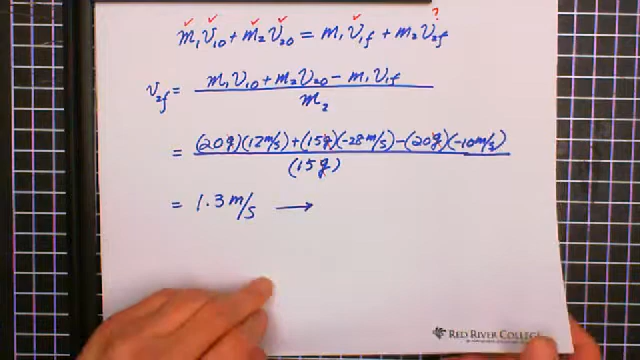 ✓ ✓ ✓ ✓ ?
m₁v₁₀ + m₂v₂₀ = m₁v₁f + m₂v₂f
v₂f = (m₁v₁₀ + m₂v₂₀ − m₁v₁f) / m₂
= (20g)(12m/s) + (15g)(-28m/s) − (20g)(-10m/s) / (15g)
= 1.3 m/s →
RED RIVER COLLEGE